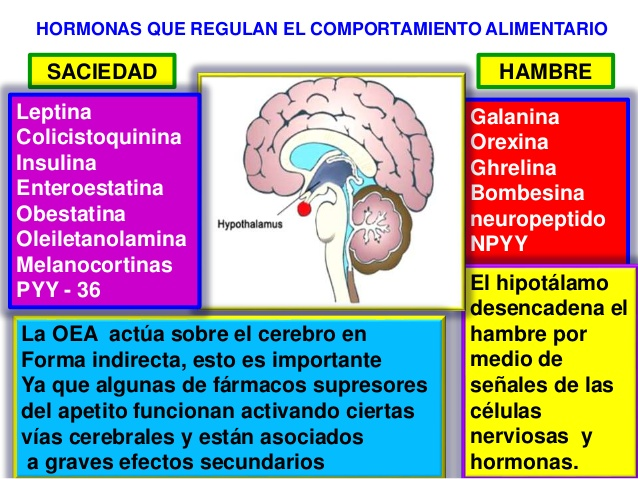 HORMONAS QUE REGULAN EL COMPORTAMIENTO ALIMENTARIO
SACIEDAD
Leptina
Colicistoquinina
Insulina
Enteroestatina
Obestatina
Oleiletanolamina
Melanocortinas
PYY - 36
Hypothalamus
HAMBRE
Galanina
Orexina
Ghrelina
Bombesina
neuropeptido
NPYY
La OEA actúa sobre el cerebro en
Forma indirecta, esto es importante
Ya que algunas de fármacos supresores
del apetito funcionan activando ciertas
vías cerebrales y están asociados
a graves efectos secundarios
El hipotálamo
desencadena el
hambre por
medio de
señales de las
células
nerviosas y
hormonas.